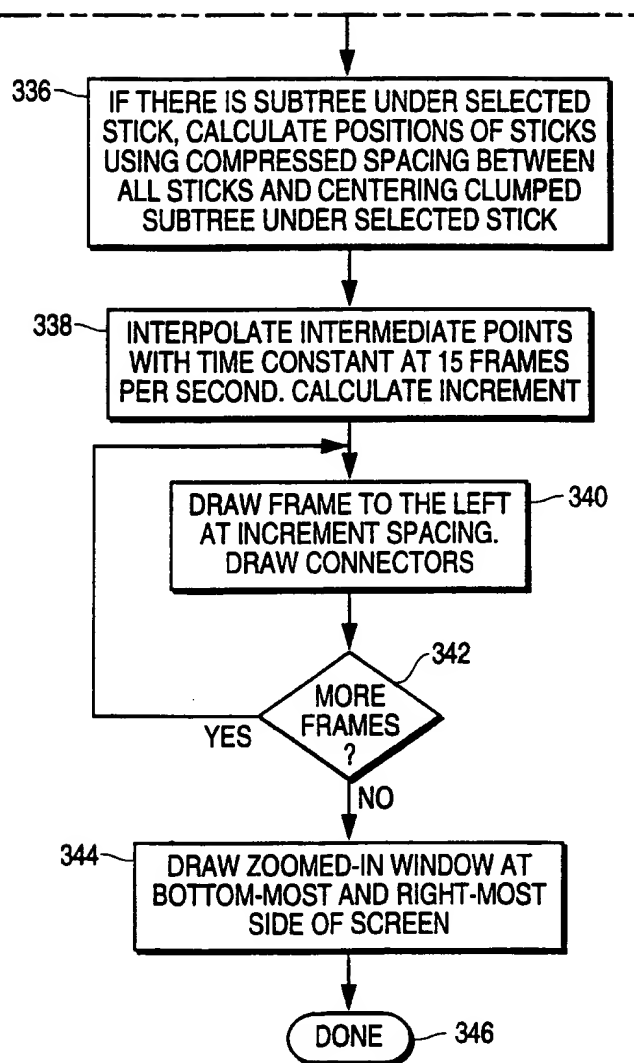 336
IF THERE IS SUBTREE UNDER SELECTED
STICK, CALCULATE POSITIONS OF STICKS
USING COMPRESSED SPACING BETWEEN
ALL STICKS AND CENTERING CLUMPED
SUBTREE UNDER SELECTED STICK
338
INTERPOLATE INTERMEDIATE POINTS
WITH TIME CONSTANT AT 15 FRAMES
PER SECOND. CALCULATE INCREMENT
340
DRAW FRAME TO THE LEFT
AT INCREMENT SPACING.
DRAW CONNECTORS
342
MORE
FRAMES
?
YES
NO
344
DRAW ZOOMED-IN WINDOW AT
BOTTOM-MOST AND RIGHT-MOST
SIDE OF SCREEN
DONE
346